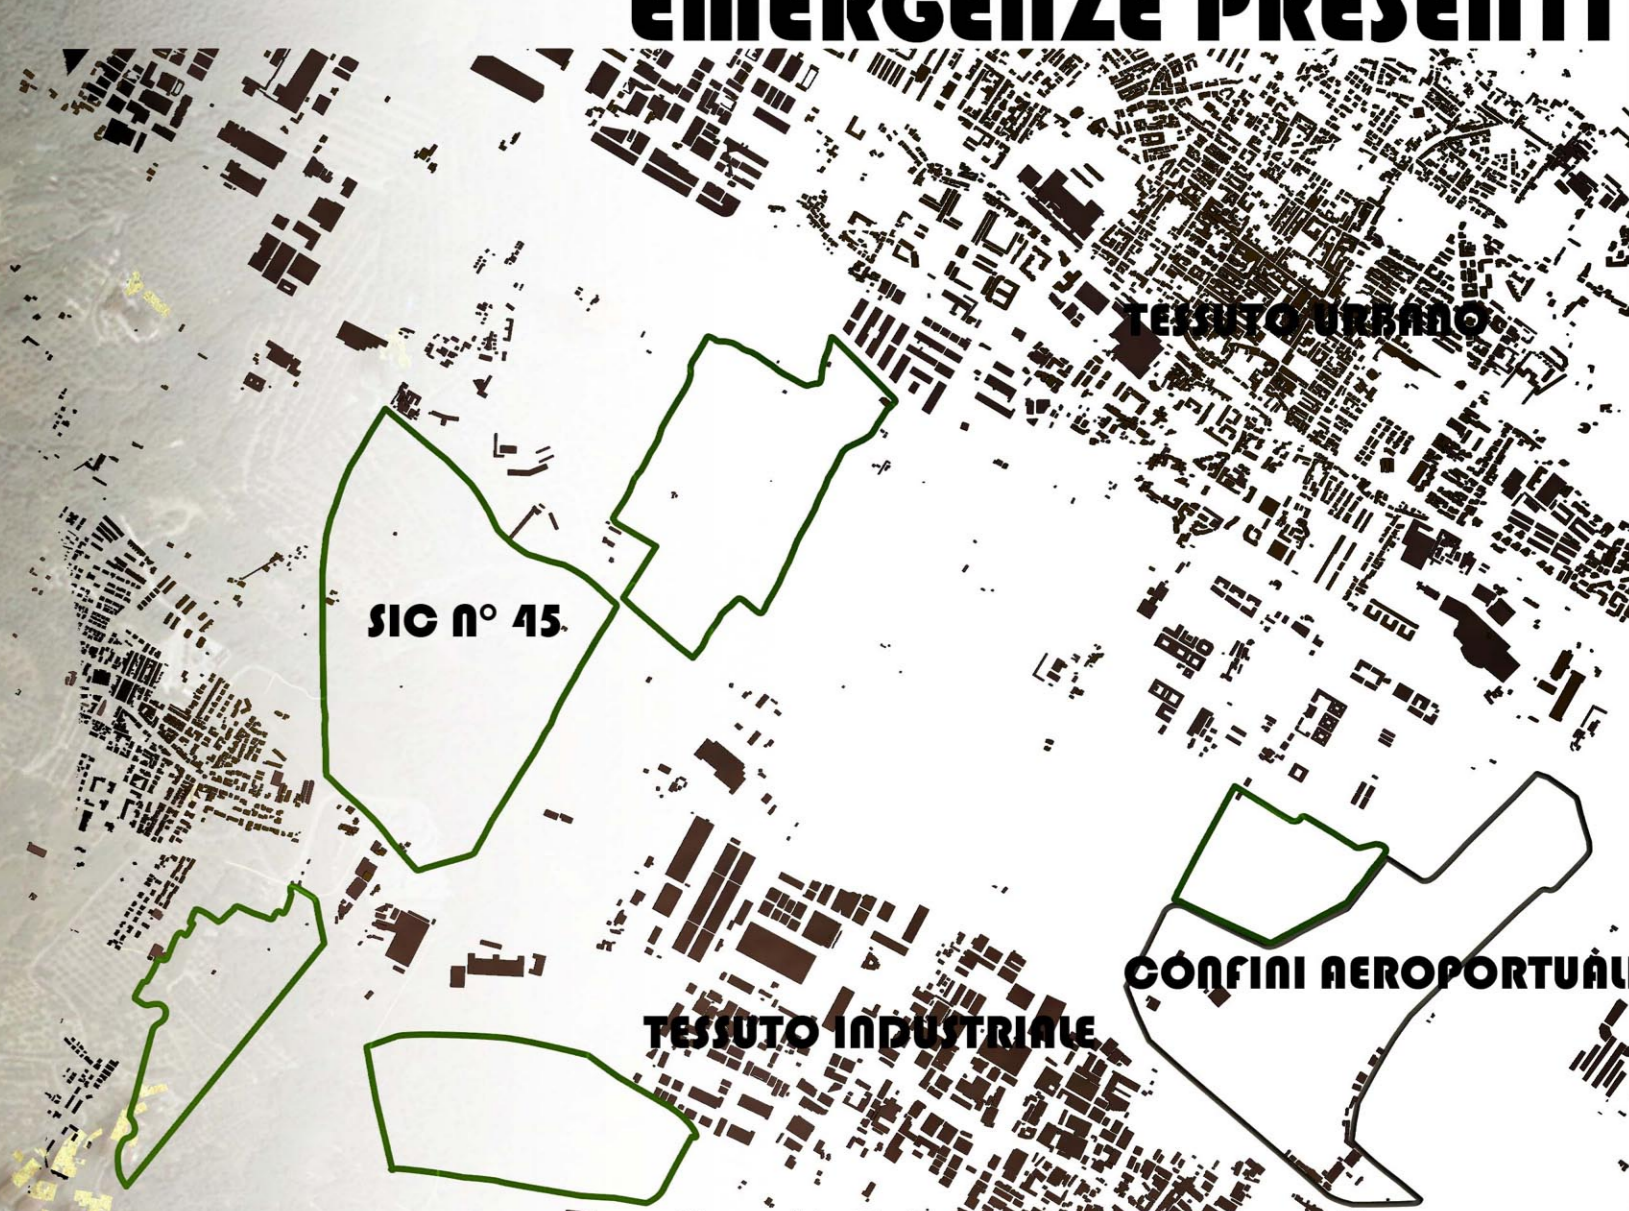 EMERGENZE PRESENTI
TESSUTO URBANO
SIC N° 45
CONFINI AEROPORTUALI
TESSUTO INDUSTRIALE